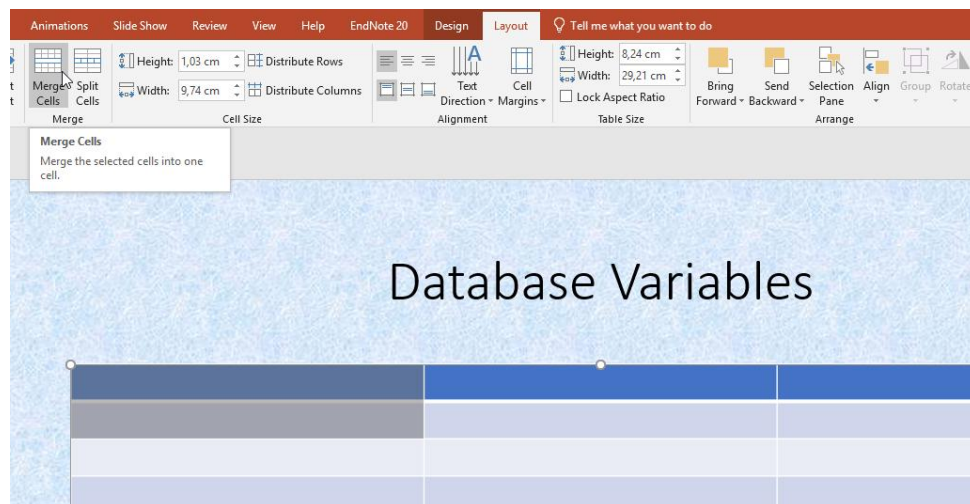 Animations Slide Show Review View Help EndNote 20 Design Layout Tell me what you want to do
Merge Cells
Split Cells
Merge
Height: 1,03 cm
Width: 9,74 cm
Distribute Rows
Distribute Columns
Cell Size
Text Direction
Cell Margins
Alignment
Height: 8,24 cm
Width: 29,21 cm
Lock Aspect Ratio
Table Size
Bring Forward
Send Backward
Selection Pane
Align
Group
Rotate
Arrange
Merge Cells
Merge the selected cells into one
cell.
Database Variables